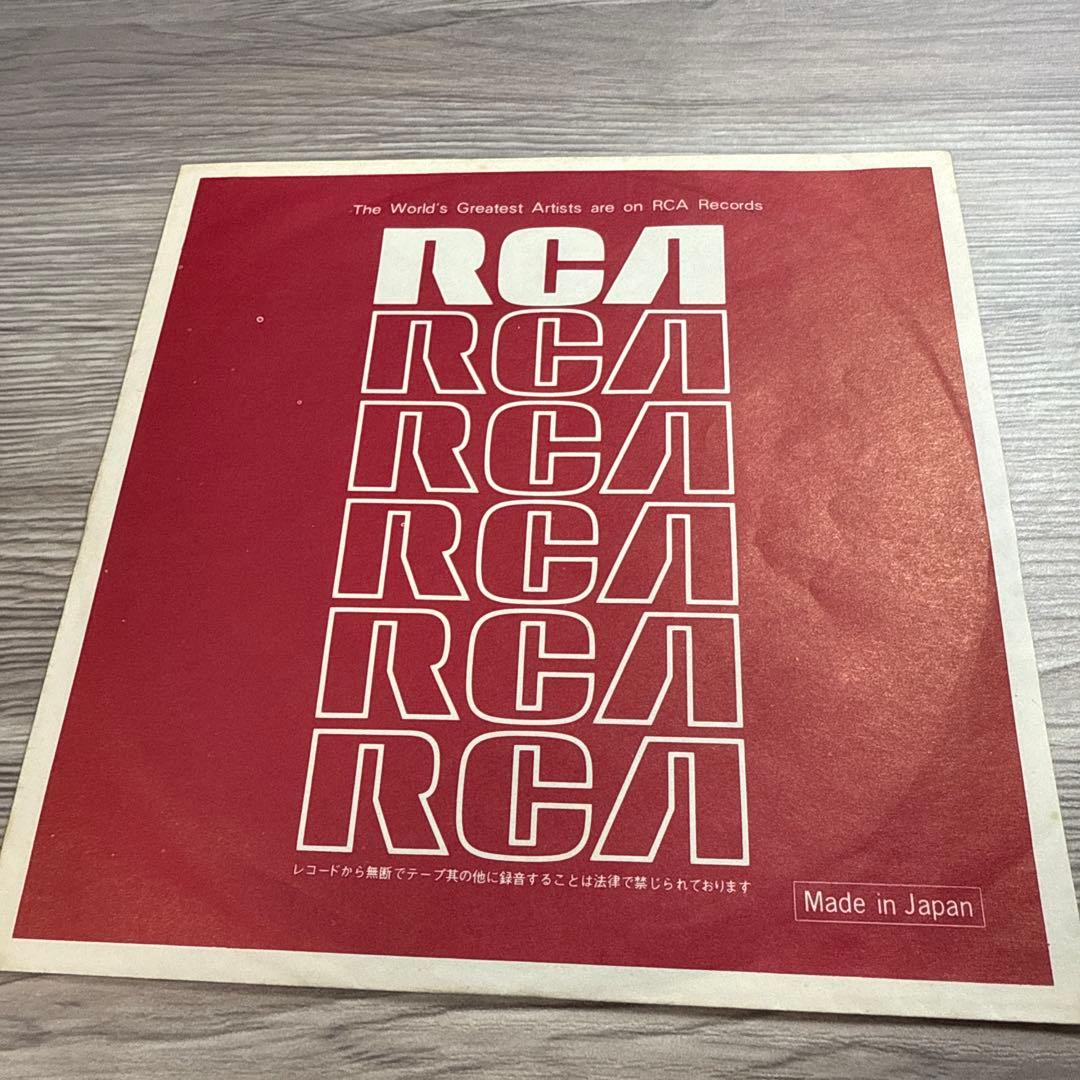 The World's Greatest Artists are on RCA Records
RCA
RCA
RCA
RCA
RCA
RCA
レコードから無断でテープ其の他に録音することは法律で禁じられております
Made in Japan